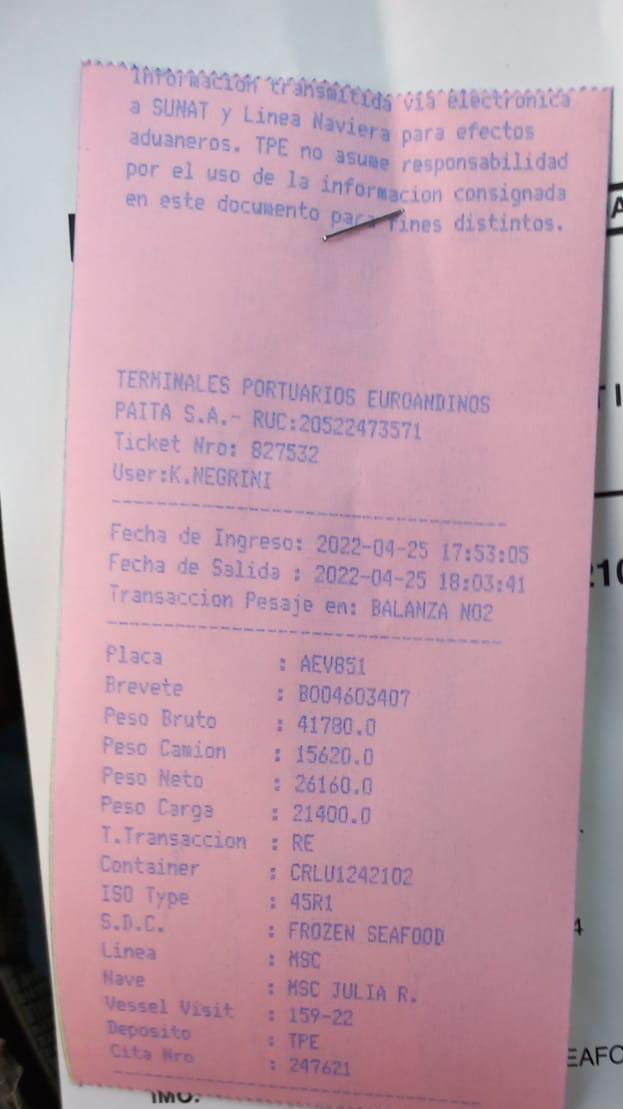 Informacion transmitida via electronica
a SUNAT y Linea Naviera para efectos
aduaneros. TPE no asume responsabilidad
por el uso de la informacion consignada
en este documento para fines distintos.
TERMINALES PORTUARIOS EUROANDINOS
PAITA S.A.- RUC:20522473571
Ticket Nro: 827532
User:K.NEGRINI
Fecha de Ingreso: 2022-04-25 17:53:05
Fecha de Salida : 2022-04-25 18:03:41
Transaccion Pesaje en: BALANZA NO2
Placa : AEV851
Brevete : B004603407
Peso Bruto : 41780.0
Peso Camion : 15620.0
Peso Neto : 26160.0
Peso Carga : 21400.0
T.Transaccion : RE
Container : CRLU1242102
ISO Type : 45R1
S.D.C. : FROZEN SEAFOOD
Linea : MSC
Nave : MSC JULIA R.
Vessel Visit : 159-22
Deposito : TPE
Cita Nro : 247621
IMO: